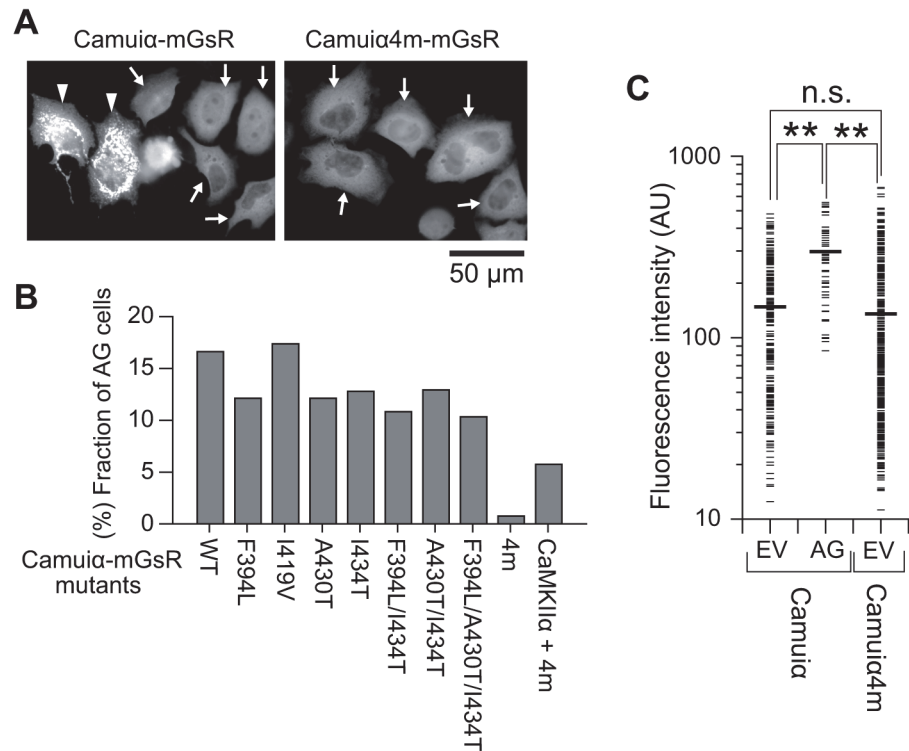 A
Camuiα-mGsR
Camuiα4m-mGsR
50 µm
B
(%) Fraction of AG cells
20
15
10
5
0
Camuiα-mGsR
mutants
WT
F394L
I419V
A430T
I434T
F394L/I434T
A430T/I434T
F394L/A430T/I434T
4m
CaMKIIα + 4m
C
n.s.
** **
Fluorescence intensity (AU)
1000
100
10
EV AG EV
Camuiα
Camuiα4m